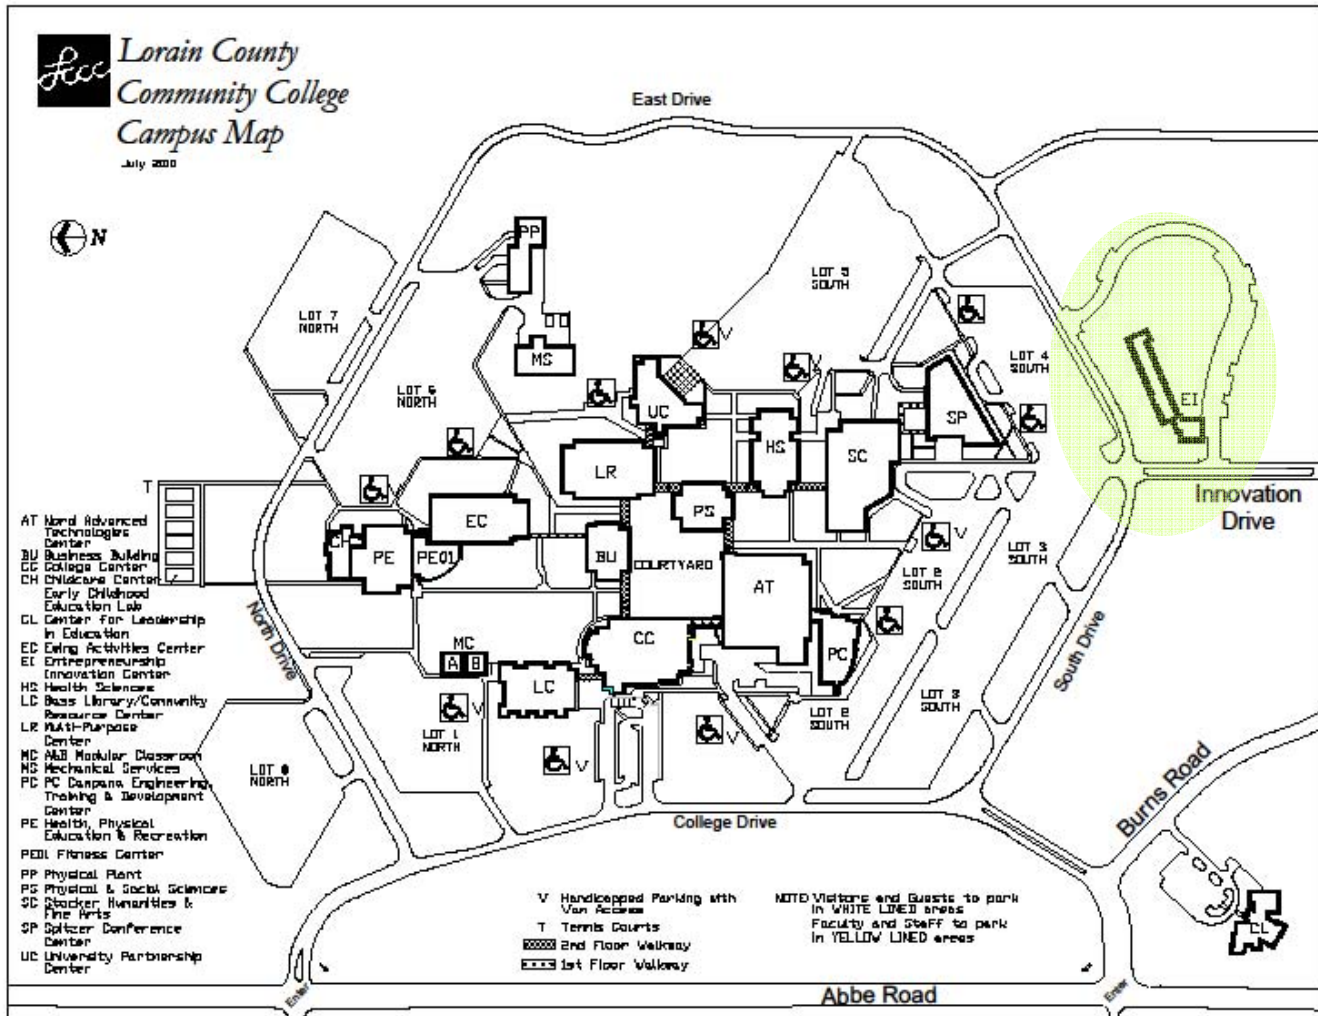 lccc
Lorain County
Community College
Campus Map
July 2010
N
East Drive
PP
LOT 7
NORTH
LOT 5
SOUTH
V
MS
LOT 6
NORTH
UC
V
LOT 4
SOUTH
SP
EI
HS
SC
LR
PS
T
EC
Innovation
Drive
CH
PE
PE01
BU
COURTYARD
V
LOT 3
SOUTH
LOT 2
SOUTH
AT
North Drive
MC
A B
CC
PC
South Drive
LC
V
LOT 1
NORTH
V
V
LOT 2
SOUTH
LOT 3
SOUTH
LOT 8
NORTH
College Drive
Burns Road
CL
AT Nord Advanced
Technologies
Center
BU Business Building
CC College Center
CH Childcare Center/
Early Childhood
Education Lab
CL Center for Leadership
in Education
EC Ewing Activities Center
EI Entrepreneurship
Innovation Center
HS Health Sciences
LC Bass Library/Community
Resource Center
LR Multi-Purpose
Center
MC A&B Modular Classroom
MS Mechanical Services
PC PC Campana Engineering,
Training & Development
Center
PE Health, Physical
Education & Recreation
PE01 Fitness Center
PP Physical Plant
PS Physical & Social Sciences
SC Stocker Humanities &
Fine Arts
SP Spitzer Conference
Center
UC University Partnership
Center
V Handicapped Parking with
Van Access
T Tennis Courts
2nd Floor Walkway
1st Floor Walkway
NOTE Visitors and Guests to park
in WHITE LINED areas
Faculty and Staff to park
in YELLOW LINED areas
Enter
Abbe Road
Enter